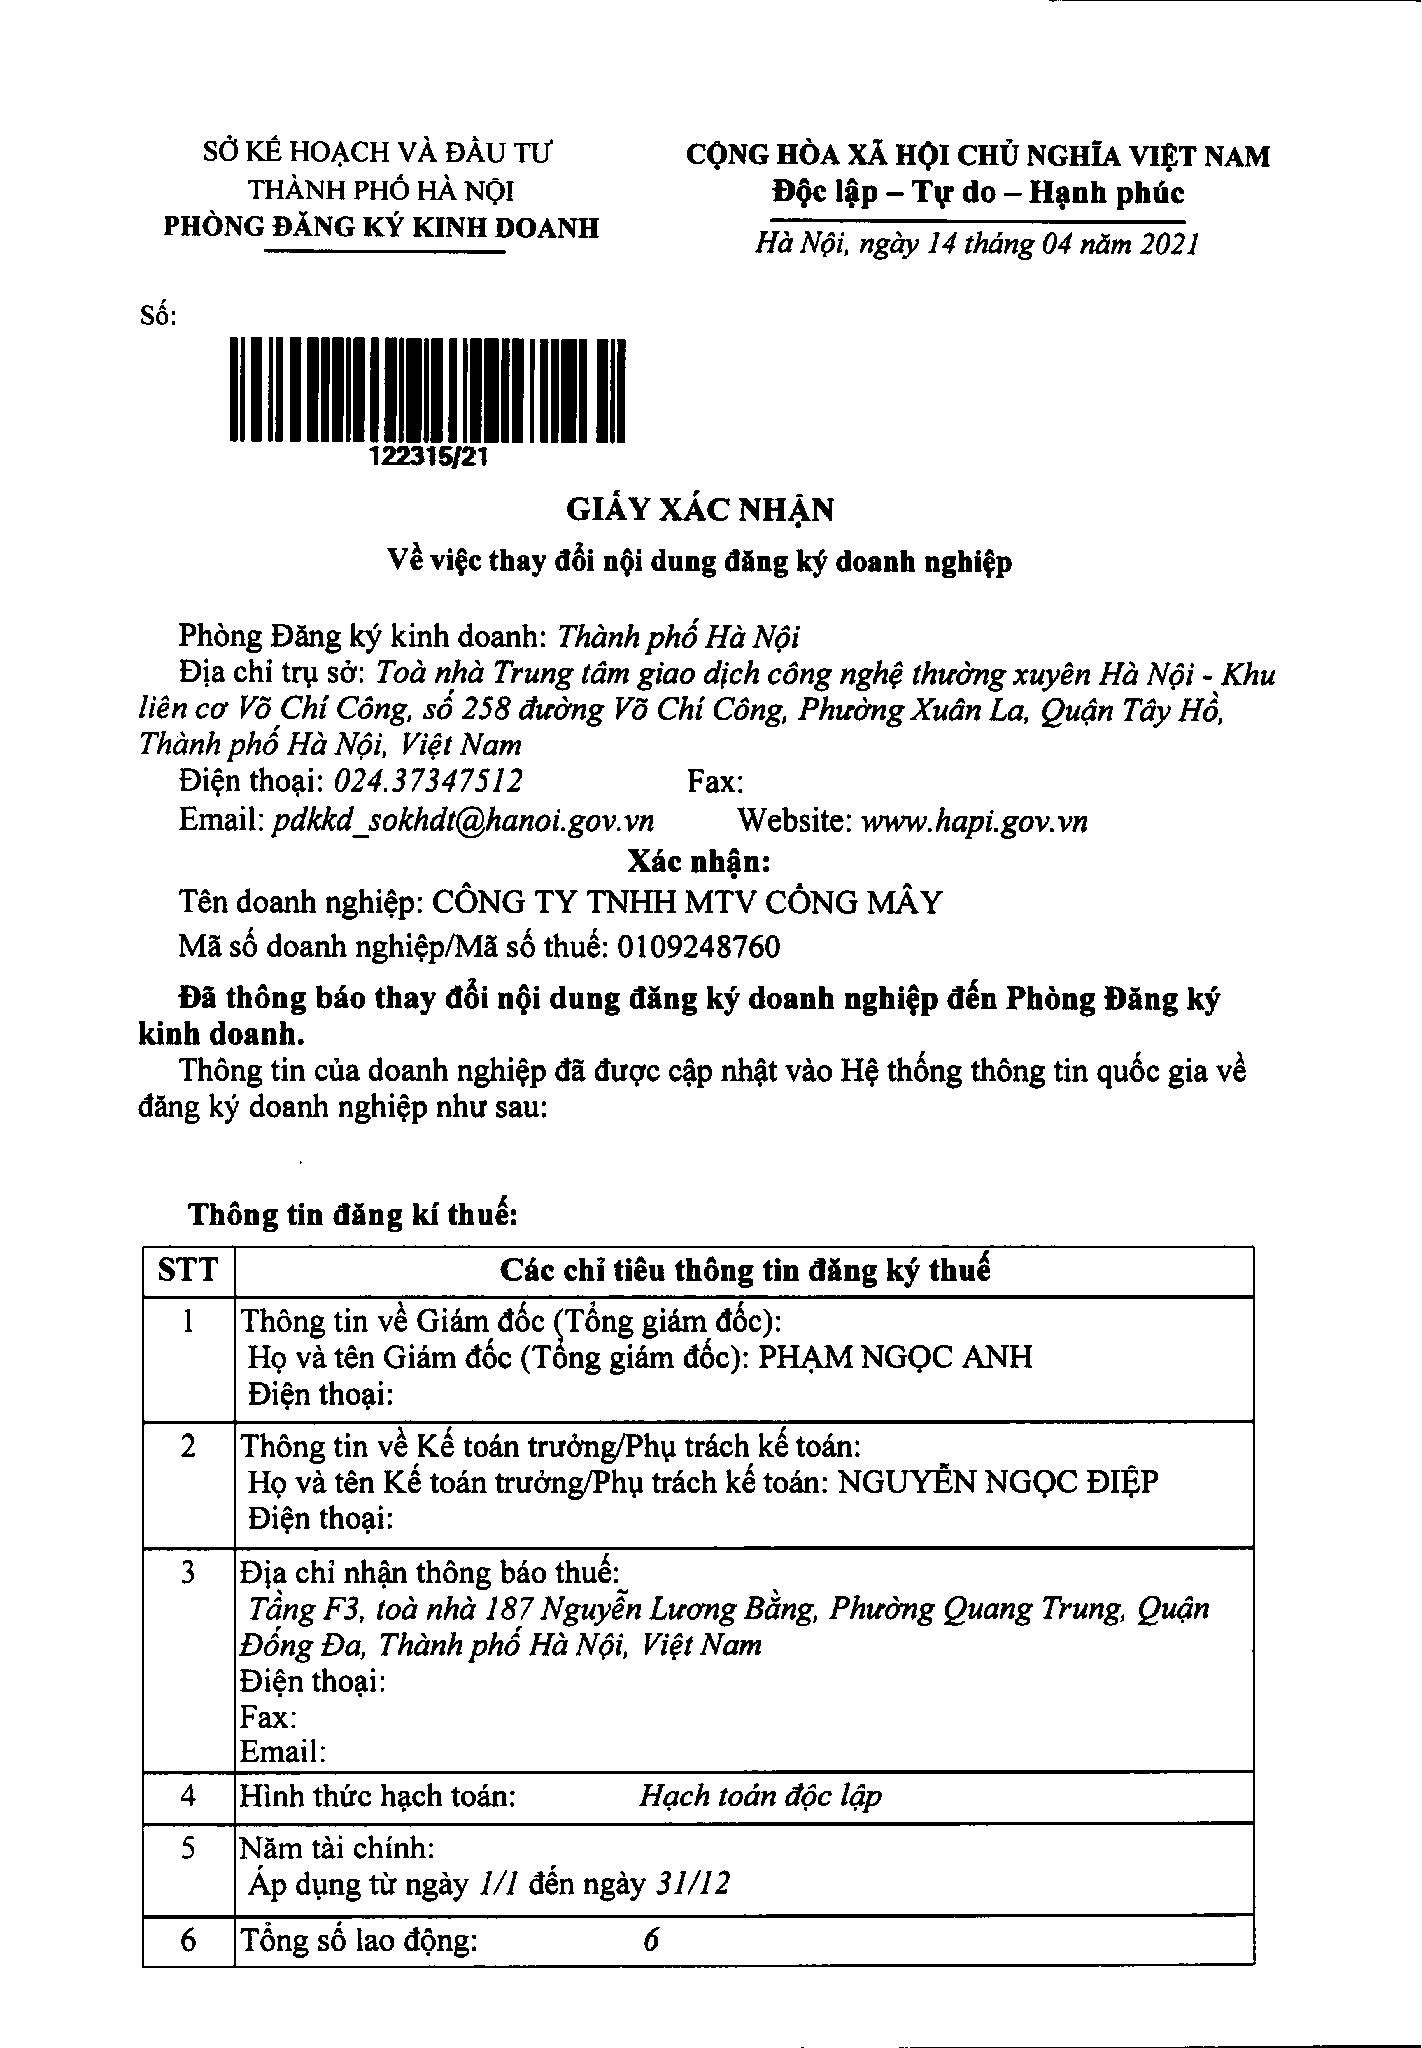 SỞ KẾ HOẠCH VÀ ĐẦU TƯ
THÀNH PHỐ HÀ NỘI
PHÒNG ĐĂNG KÝ KINH DOANH
CỘNG HÒA XÃ HỘI CHỦ NGHĨA VIỆT NAM
Độc lập – Tự do – Hạnh phúc
Hà Nội, ngày 14 tháng 04 năm 2021
Số:
122315/21
GIẤY XÁC NHẬN
Về việc thay đổi nội dung đăng ký doanh nghiệp
Phòng Đăng ký kinh doanh: Thành phố Hà Nội
Địa chỉ trụ sở: Toà nhà Trung tâm giao dịch công nghệ thường xuyên Hà Nội - Khu
liên cơ Võ Chí Công, số 258 đường Võ Chí Công, Phường Xuân La, Quận Tây Hồ,
Thành phố Hà Nội, Việt Nam
Điện thoại: 024.37347512 Fax:
Email: pdkkd_sokhdt@hanoi.gov.vn Website: www.hapi.gov.vn
Xác nhận:
Tên doanh nghiệp: CÔNG TY TNHH MTV CỔNG MÂY
Mã số doanh nghiệp/Mã số thuế: 0109248760
Đã thông báo thay đổi nội dung đăng ký doanh nghiệp đến Phòng Đăng ký
kinh doanh.
Thông tin của doanh nghiệp đã được cập nhật vào Hệ thống thông tin quốc gia về
đăng ký doanh nghiệp như sau:
Thông tin đăng kí thuế:
STT Các chỉ tiêu thông tin đăng ký thuế
1 Thông tin về Giám đốc (Tổng giám đốc):
Họ và tên Giám đốc (Tổng giám đốc): PHẠM NGỌC ANH
Điện thoại:
2 Thông tin về Kế toán trưởng/Phụ trách kế toán:
Họ và tên Kế toán trưởng/Phụ trách kế toán: NGUYỄN NGỌC ĐIỆP
Điện thoại:
3 Địa chỉ nhận thông báo thuế:
Tầng F3, toà nhà 187 Nguyễn Lương Bằng, Phường Quang Trung, Quận
Đống Đa, Thành phố Hà Nội, Việt Nam
Điện thoại:
Fax:
Email:
4 Hình thức hạch toán: Hạch toán độc lập
5 Năm tài chính:
Áp dụng từ ngày 1/1 đến ngày 31/12
6 Tổng số lao động: 6